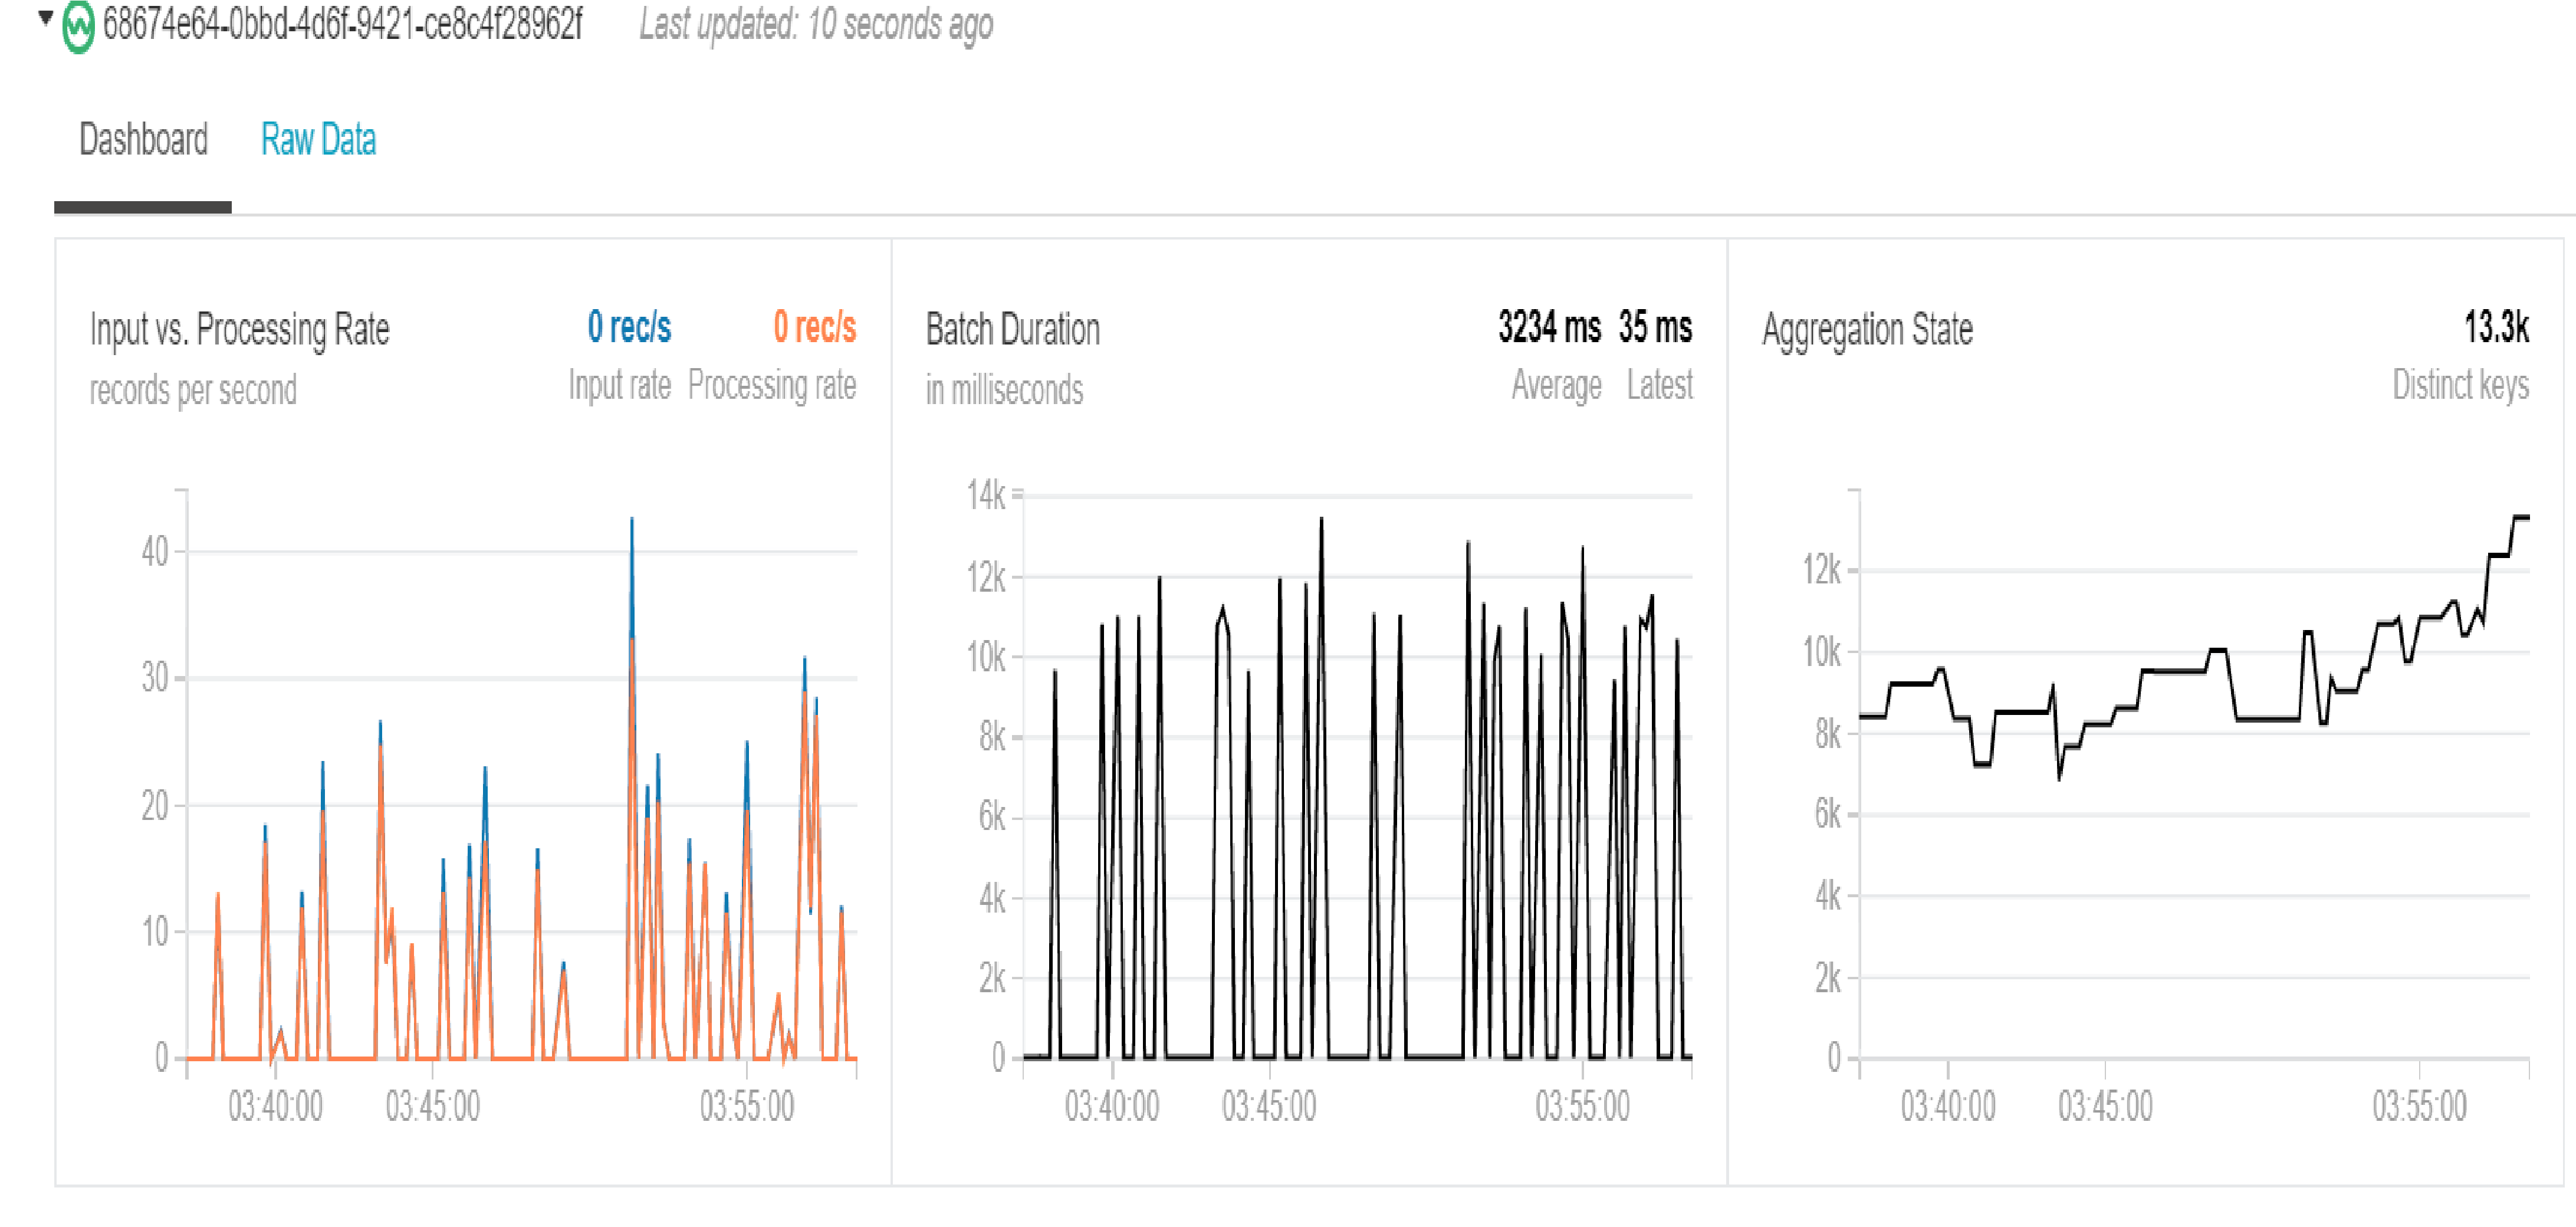 68674e64-0bbd-4d6f-9421-ce8c4f28962f Last updated: 10 seconds ago
Dashboard Raw Data
Input vs. Processing Rate 0 rec/s 0 rec/s
records per second Input rate Processing rate
40
30
20
10
0
03:40:00 03:45:00 03:55:00
Batch Duration 3234 ms 35 ms
in milliseconds Average Latest
14k
12k
10k
8k
6k
4k
2k
0
03:40:00 03:45:00 03:55:00
Aggregation State 13.3k
Distinct keys
12k
10k
8k
6k
4k
2k
0
03:40:00 03:45:00 03:55:00